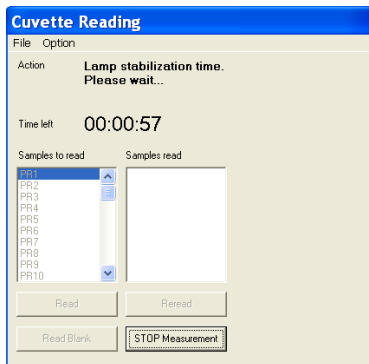 Cuvette Reading
File Option
Action Lamp stabilization time.
Please wait...
Time left 00:00:57
Samples to read Samples read
PR1
PR2
PR3
PR4
PR5
PR6
PR7
PR8
PR9
PR10
Read Reread
Read Blank STOP Measurement